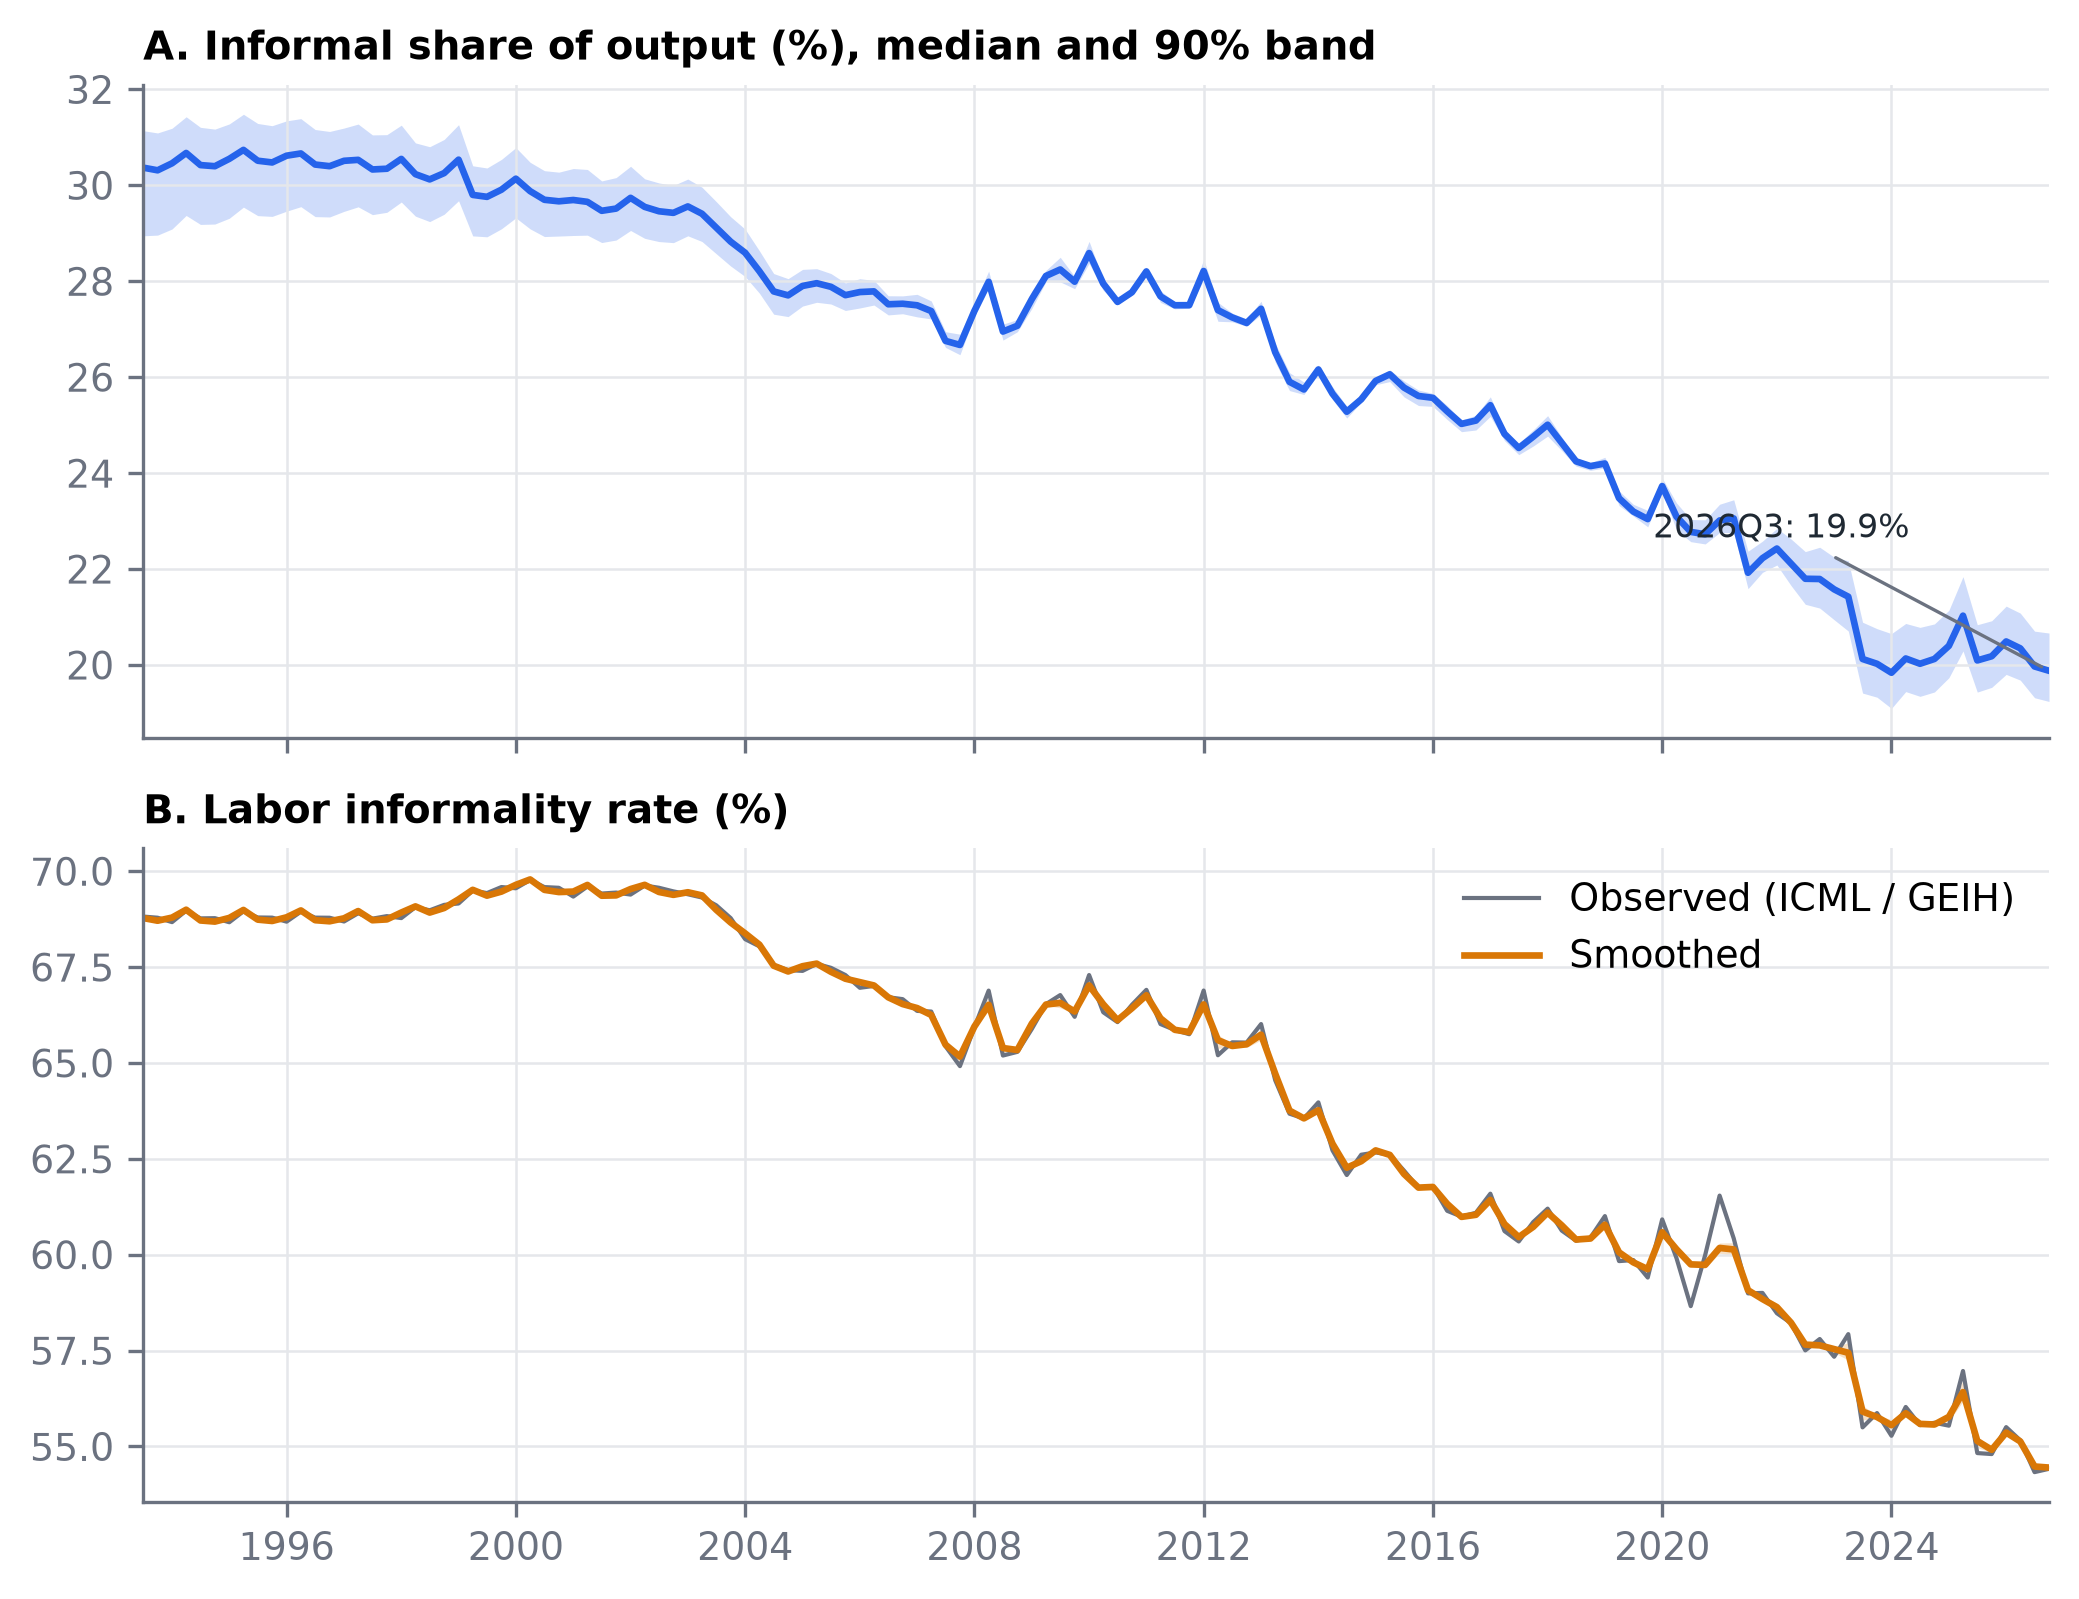 A. Informal share of output (%), median and 90% band
32
30
28
26
24
22
20
2026Q3: 19.9%
B. Labor informality rate (%)
70.0
67.5
65.0
62.5
60.0
57.5
55.0
Observed (ICML / GEIH)
Smoothed
1996 2000 2004 2008 2012 2016 2020 2024